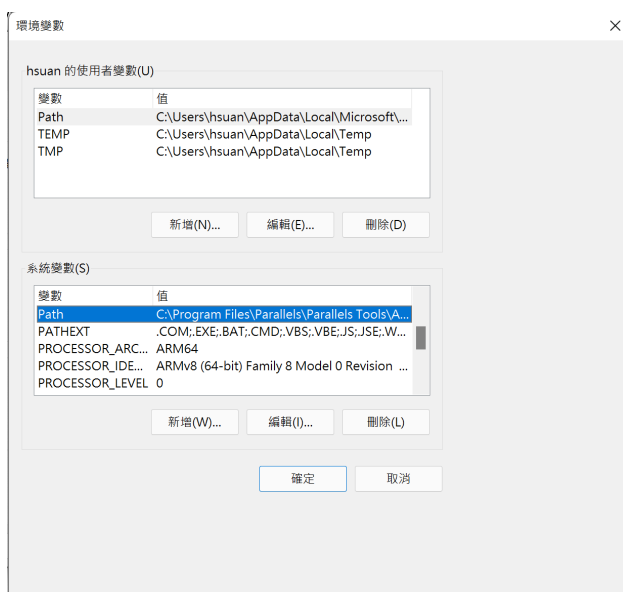 環境變數
hsuan 的使用者變數(U)
變數 值
Path C:\Users\hsuan\AppData\Local\Microsoft\...
TEMP C:\Users\hsuan\AppData\Local\Temp
TMP C:\Users\hsuan\AppData\Local\Temp
新增(N)... 編輯(E)... 刪除(D)
系統變數(S)
變數 值
Path C:\Program Files\Parallels\Parallels Tools\A...
PATHEXT .COM;.EXE;.BAT;.CMD;.VBS;.VBE;.JS;.JSE;.W...
PROCESSOR_ARC... ARM64
PROCESSOR_IDE... ARMv8 (64-bit) Family 8 Model 0 Revision ...
PROCESSOR_LEVEL 0
新增(W)... 編輯(I)... 刪除(L)
確定 取消